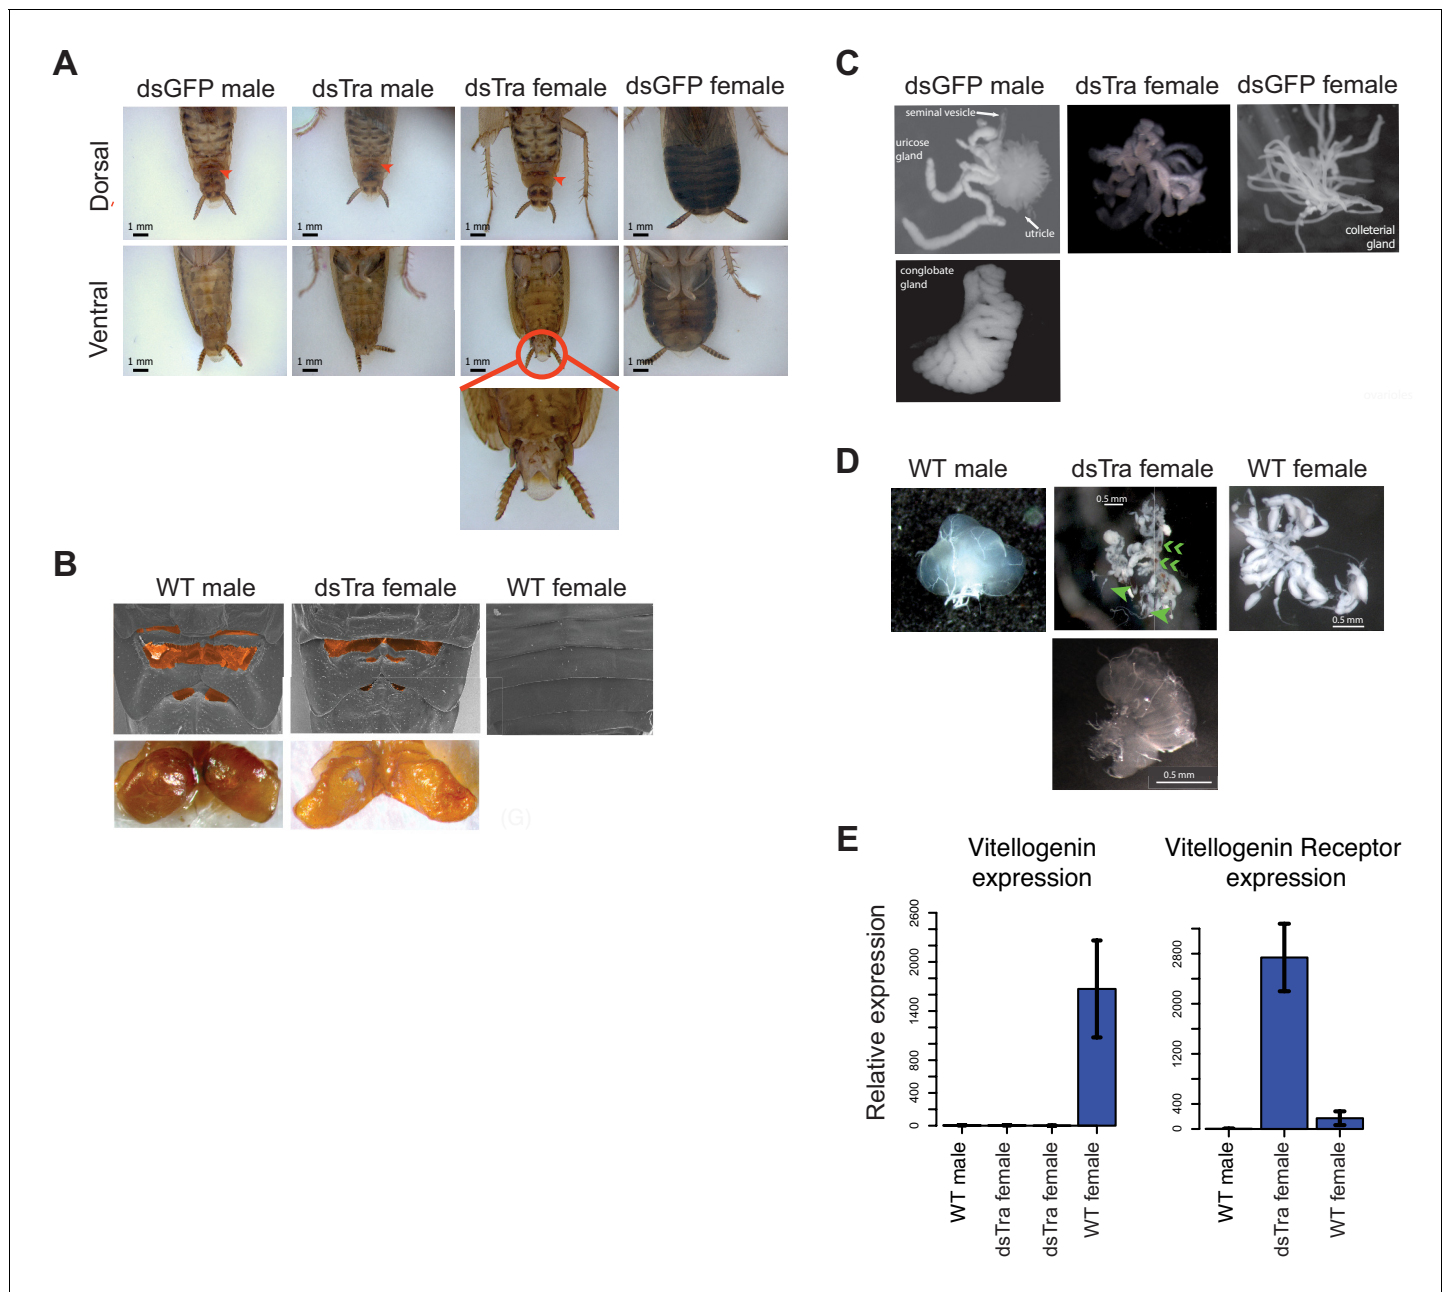 A
dsGFP male
dsTra male
dsTra female
dsGFP female
Dorsal
1 mm
1 mm
1 mm
1 mm
Ventral
1 mm
1 mm
1 mm
1 mm
B
WT male
dsTra female
WT female
(G)
C
dsGFP male
dsTra female
dsGFP female
seminal vesicle
uricose
gland
utricle
colleterial
gland
conglobate
gland
ovarioles
D
WT male
dsTra female
WT female
0.5 mm
0.5 mm
0.5 mm
E
Vitellogenin
expression
Relative expression
2600
2000
1400
800
400
0
WT male
dsTra female
dsTra female
WT female
Vitellogenin Receptor
expression
2800
2000
1200
400
0
WT male
dsTra female
WT female